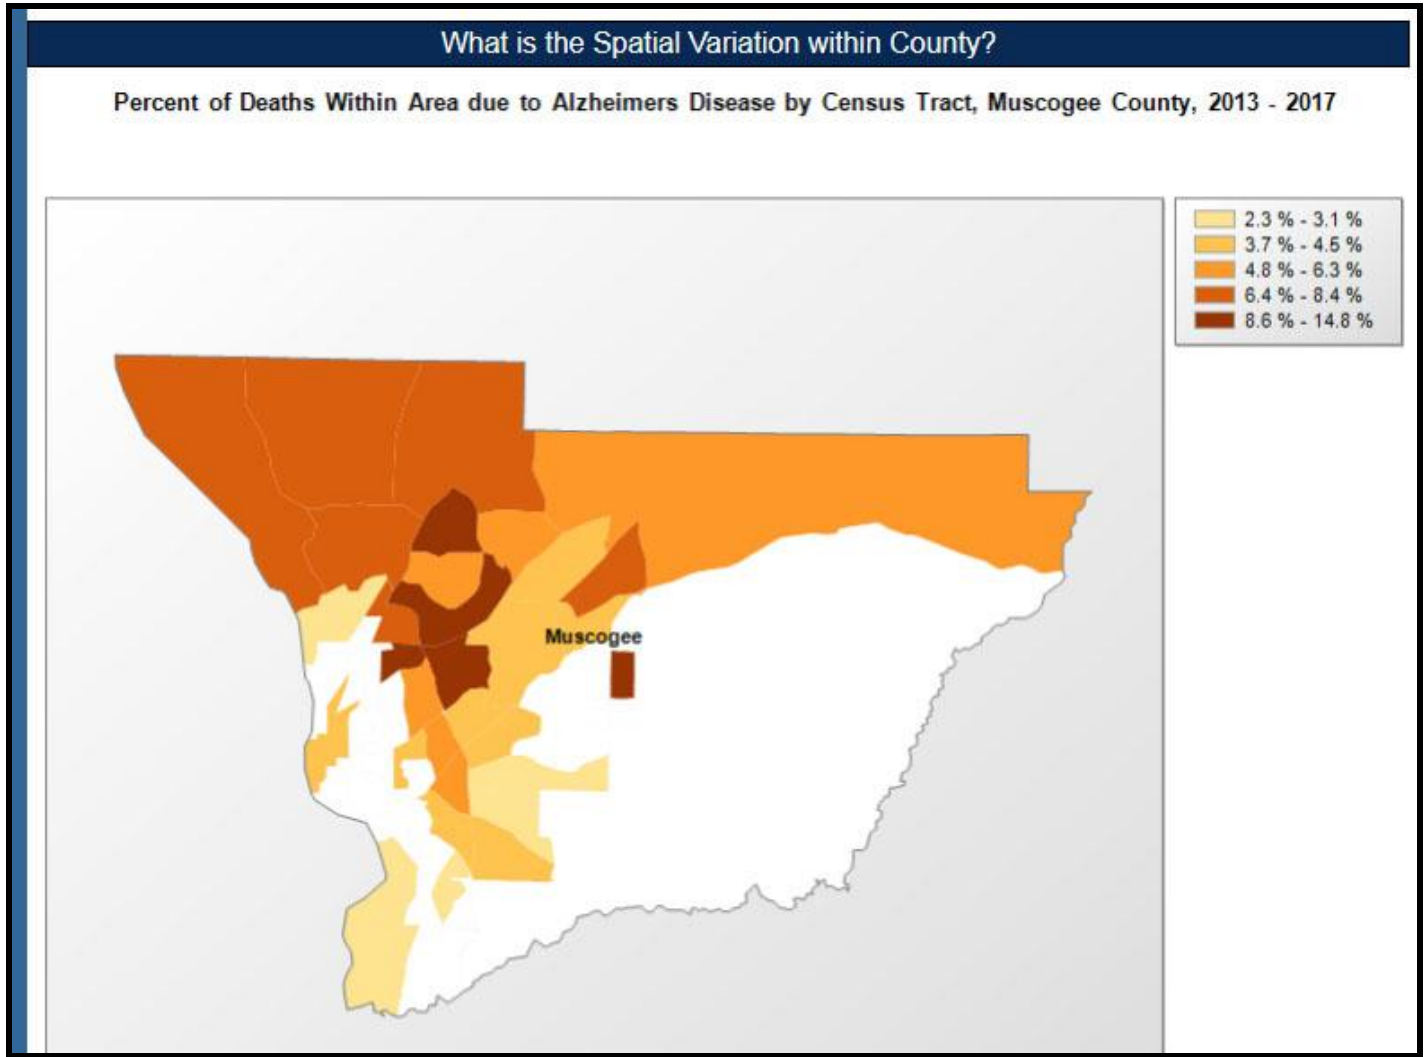 What is the Spatial Variation within County?
Percent of Deaths Within Area due to Alzheimers Disease by Census Tract, Muscogee County, 2013 - 2017
2.3 % - 3.1 %
3.7 % - 4.5 %
4.8 % - 6.3 %
6.4 % - 8.4 %
8.6 % - 14.8 %
Muscogee